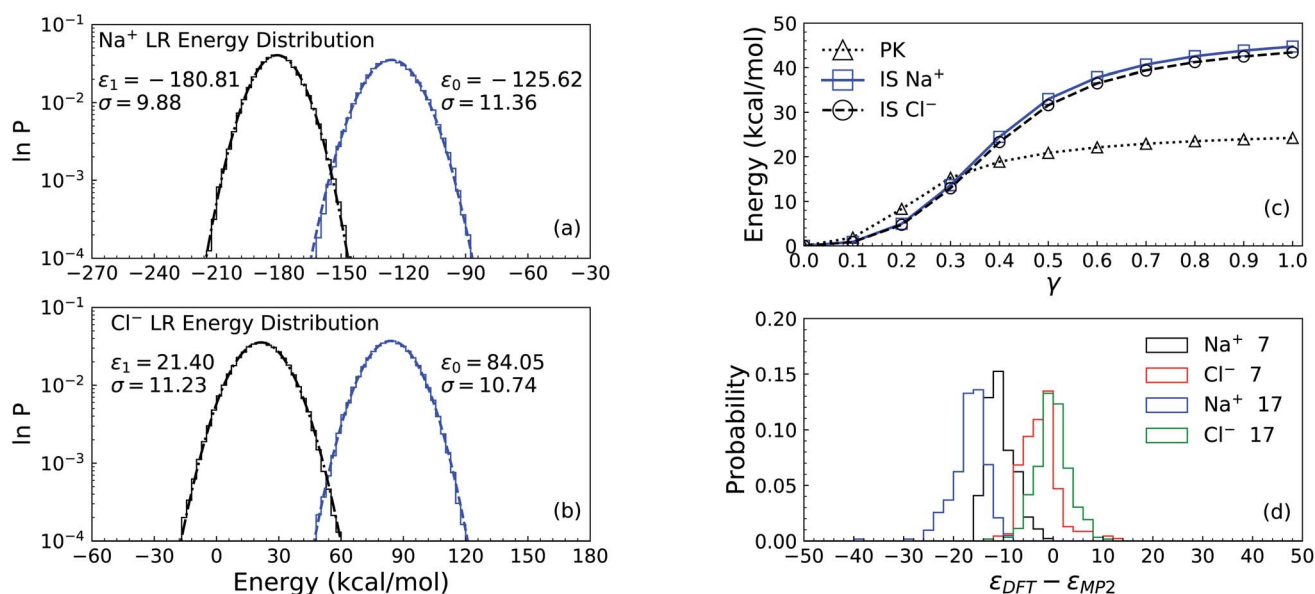 Na⁺ LR Energy Distribution
ε₁ = −180.81
σ = 9.88
ε₀ = −125.62
σ = 11.36
ln P
10⁻¹
10⁻²
10⁻³
10⁻⁴
(a)
−270 −210 −180 −150 −120 −90 −30
Cl⁻ LR Energy Distribution
ε₁ = 21.40
σ = 11.23
ε₀ = 84.05
σ = 10.74
ln P
10⁻¹
10⁻²
10⁻³
10⁻⁴
(b)
−60 −30 0 30 60 90 120 180
Energy (kcal/mol)
Energy (kcal/mol)
50
40
30
20
10
0
PK
IS Na⁺
IS Cl⁻
(c)
0.0 0.1 0.2 0.3 0.4 0.5 0.6 0.7 0.8 0.9 1.0
γ
Probability
0.20
0.15
0.10
0.05
0.00
Na⁺ 7
Cl⁻ 7
Na⁺ 17
Cl⁻ 17
(d)
−50 −40 −30 −20 −10 0 10 20 30 40 50
ε_DFT − ε_MP2